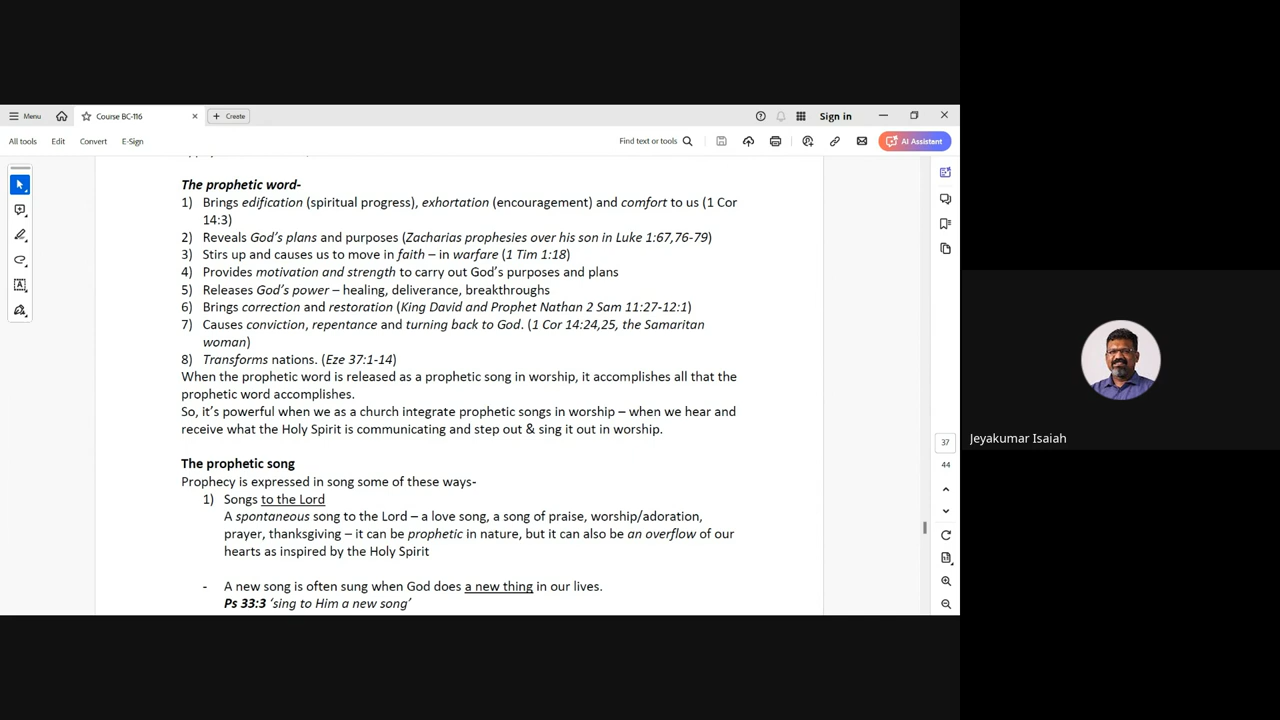 Menu
Course BC-116
Create
Sign in
All tools
Edit
Convert
E-Sign
Find text or tools
AI Assistant
The prophetic word-
1) Brings edification (spiritual progress), exhortation (encouragement) and comfort to us (1 Cor
14:3)
2) Reveals God's plans and purposes (Zacharias prophesies over his son in Luke 1:67,76-79)
3) Stirs up and causes us to move in faith – in warfare (1 Tim 1:18)
4) Provides motivation and strength to carry out God's purposes and plans
5) Releases God's power – healing, deliverance, breakthroughs
6) Brings correction and restoration (King David and Prophet Nathan 2 Sam 11:27-12:1)
7) Causes conviction, repentance and turning back to God. (1 Cor 14:24,25, the Samaritan
woman)
8) Transforms nations. (Eze 37:1-14)
When the prophetic word is released as a prophetic song in worship, it accomplishes all that the
prophetic word accomplishes.
So, it's powerful when we as a church integrate prophetic songs in worship – when we hear and
receive what the Holy Spirit is communicating and step out & sing it out in worship.
The prophetic song
Prophecy is expressed in song some of these ways-
1) Songs to the Lord
A spontaneous song to the Lord – a love song, a song of praise, worship/adoration,
prayer, thanksgiving – it can be prophetic in nature, but it can also be an overflow of our
hearts as inspired by the Holy Spirit
- A new song is often sung when God does a new thing in our lives.
Ps 33:3 'sing to Him a new song'
37
44
Jeyakumar Isaiah